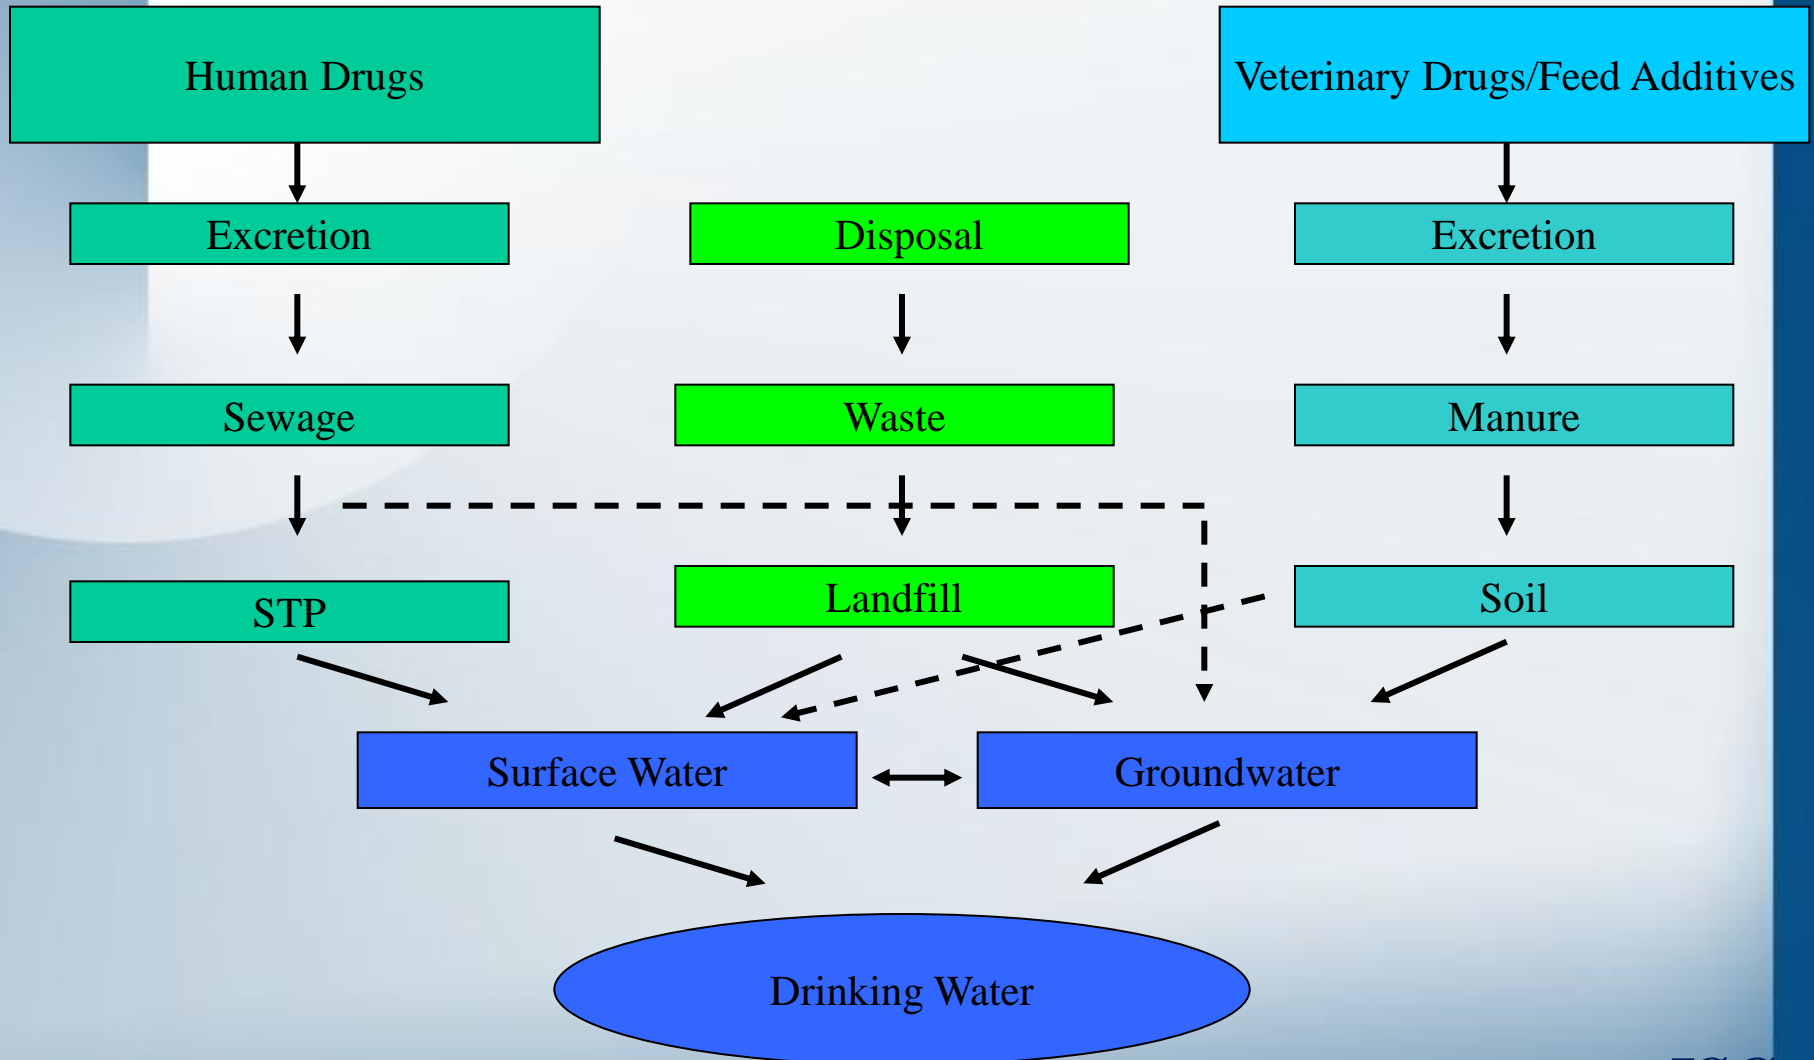 Human Drugs
Veterinary Drugs/Feed Additives
Excretion
Disposal
Excretion
Sewage
Waste
Manure
STP
Landfill
Soil
Surface Water
Groundwater
Drinking Water